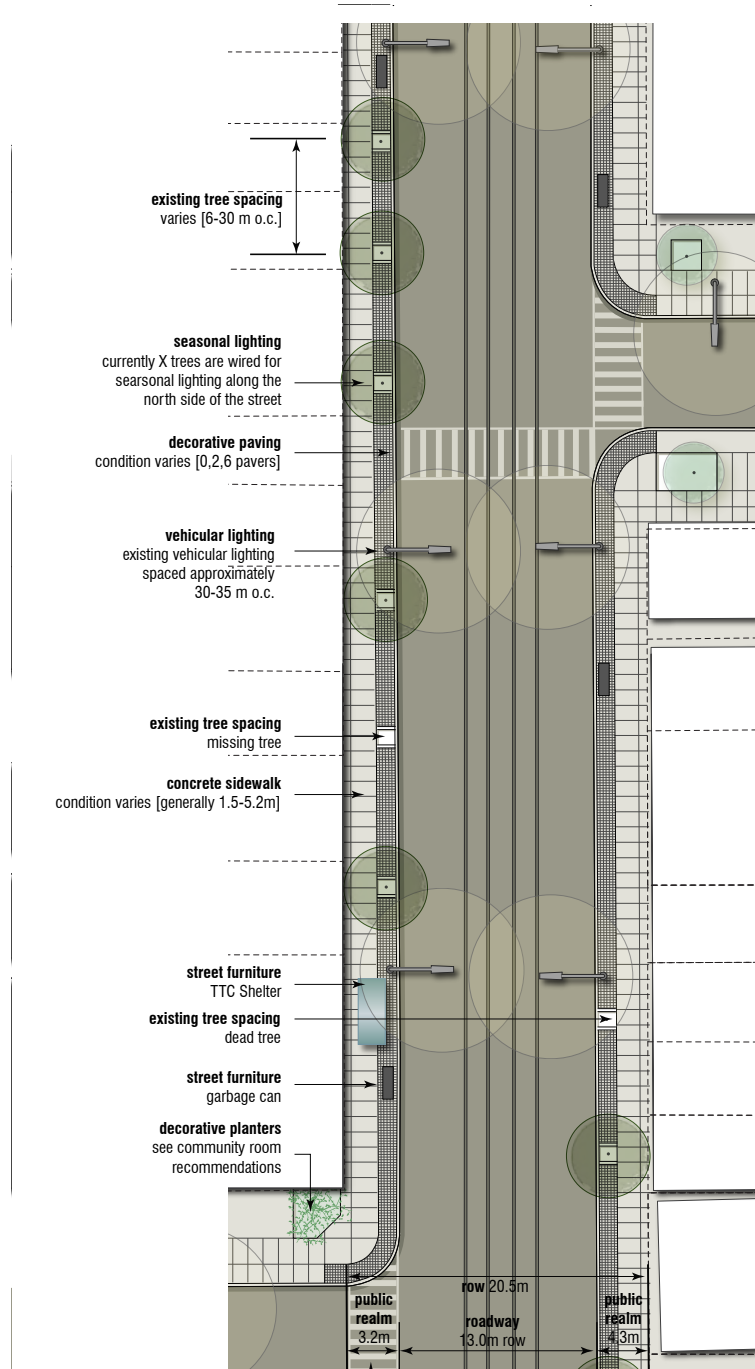 existing tree spacing
varies [6-30 m o.c.]
seasonal lighting
currently X trees are wired for
searsonal lighting along the
north side of the street
decorative paving
condition varies [0,2,6 pavers]
vehicular lighting
existing vehicular lighting
spaced approximately
30-35 m o.c.
existing tree spacing
missing tree
concrete sidewalk
condition varies [generally 1.5-5.2m]
street furniture
TTC Shelter
existing tree spacing
dead tree
street furniture
garbage can
decorative planters
see community room
recommendations
row 20.5m
public
realm
3.2m
roadway
13.0m row
public
realm
4.3m